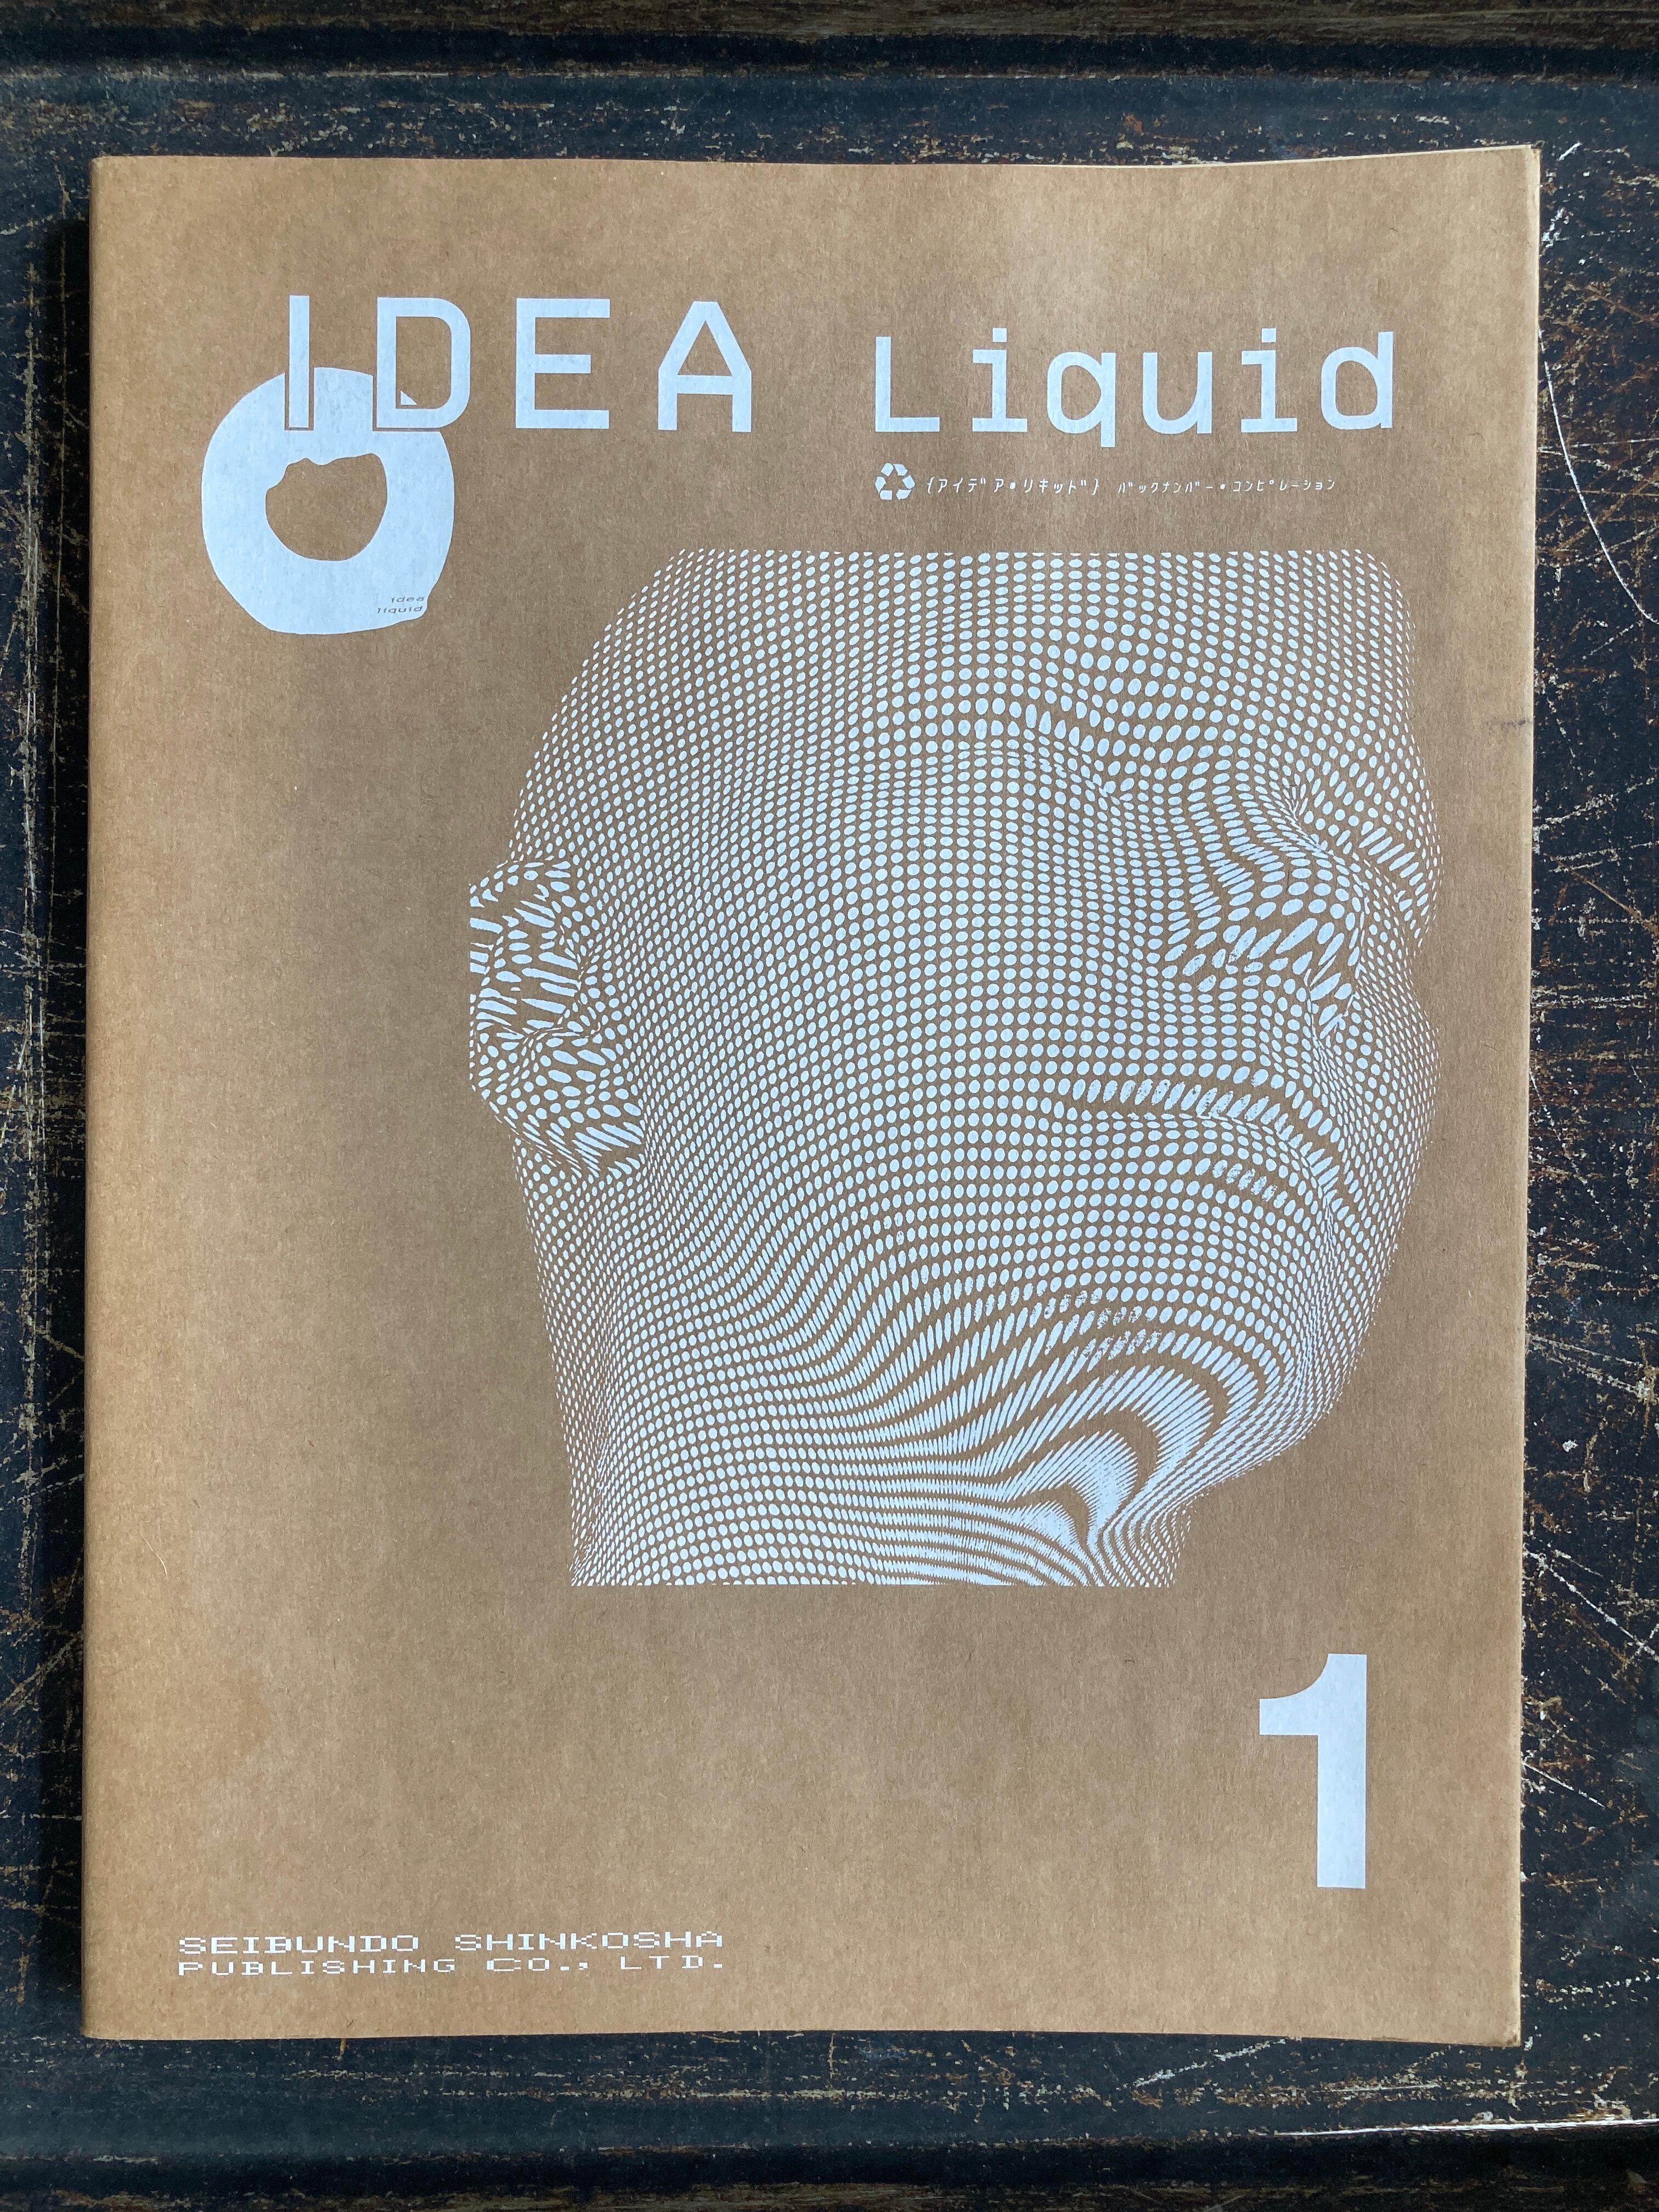 IDEA Liquid
{アイデア・リキッド} バックナンバー・コンピレーション
idea
liquid
1
SEIBUNDO SHINKOSHA
PUBLISHING CO., LTD.